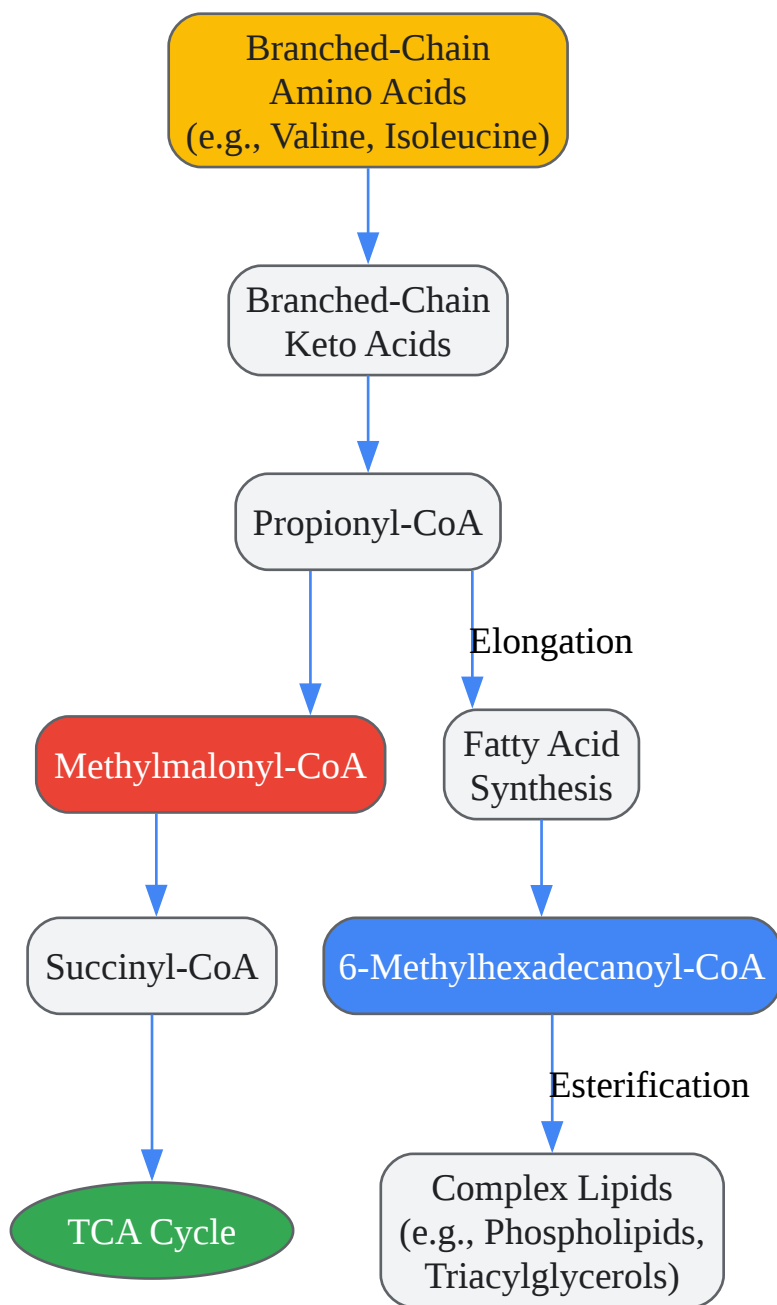 Branched-Chain
Amino Acids
(e.g., Valine, Isoleucine)
Branched-Chain
Keto Acids
Propionyl-CoA
Elongation
Methylmalonyl-CoA
Fatty Acid
Synthesis
Succinyl-CoA
6-Methylhexadecanoyl-CoA
Esterification
TCA Cycle
Complex Lipids
(e.g., Phospholipids,
Triacylglycerols)